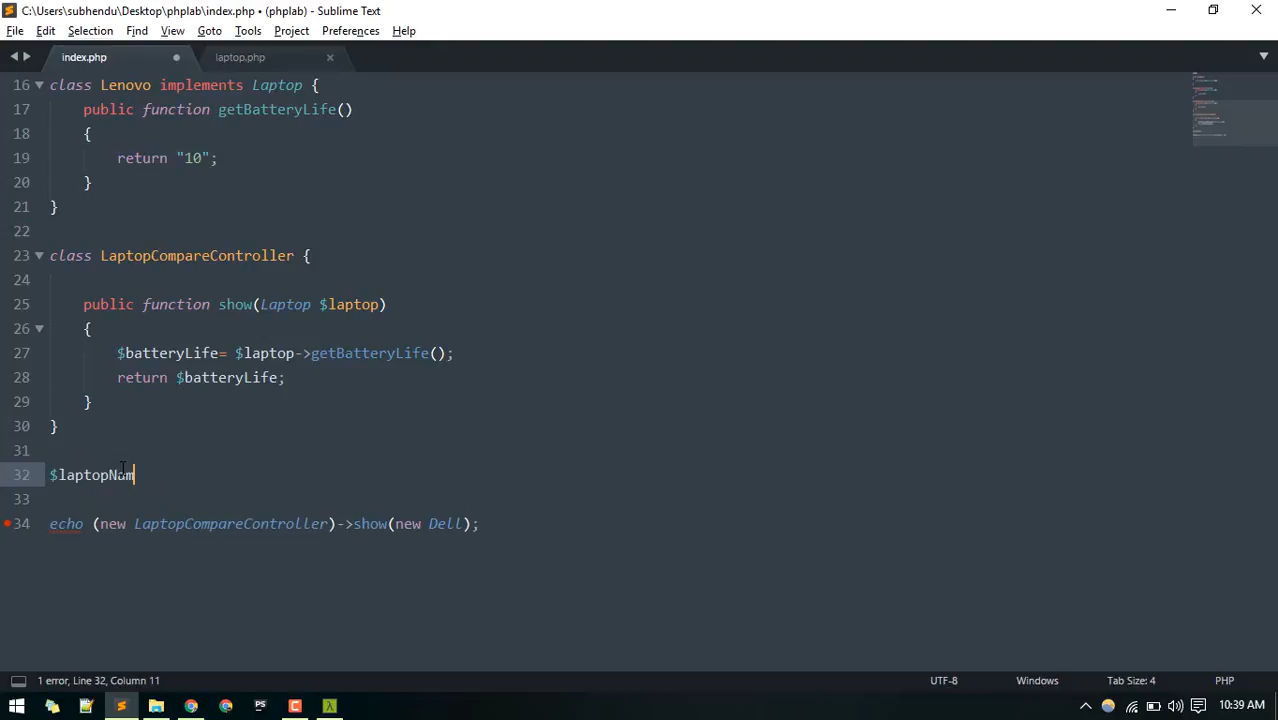 C:\Users\subhendu\Desktop\phplab\index.php • (phplab) - Sublime Text
File Edit Selection Find View Goto Tools Project Preferences Help
index.php laptop.php
16 class Lenovo implements Laptop {
17 public function getBatteryLife()
18 {
19 return "10";
20 }
21 }
22
23 class LaptopCompareController {
24
25 public function show(Laptop $laptop)
26 {
27 $batteryLife= $laptop->getBatteryLife();
28 return $batteryLife;
29 }
30 }
31
32 $laptopNam
33
34 echo (new LaptopCompareController)->show(new Dell);
1 error, Line 32, Column 11 UTF-8 Windows Tab Size: 4 PHP
PS C λ 10:39 AM